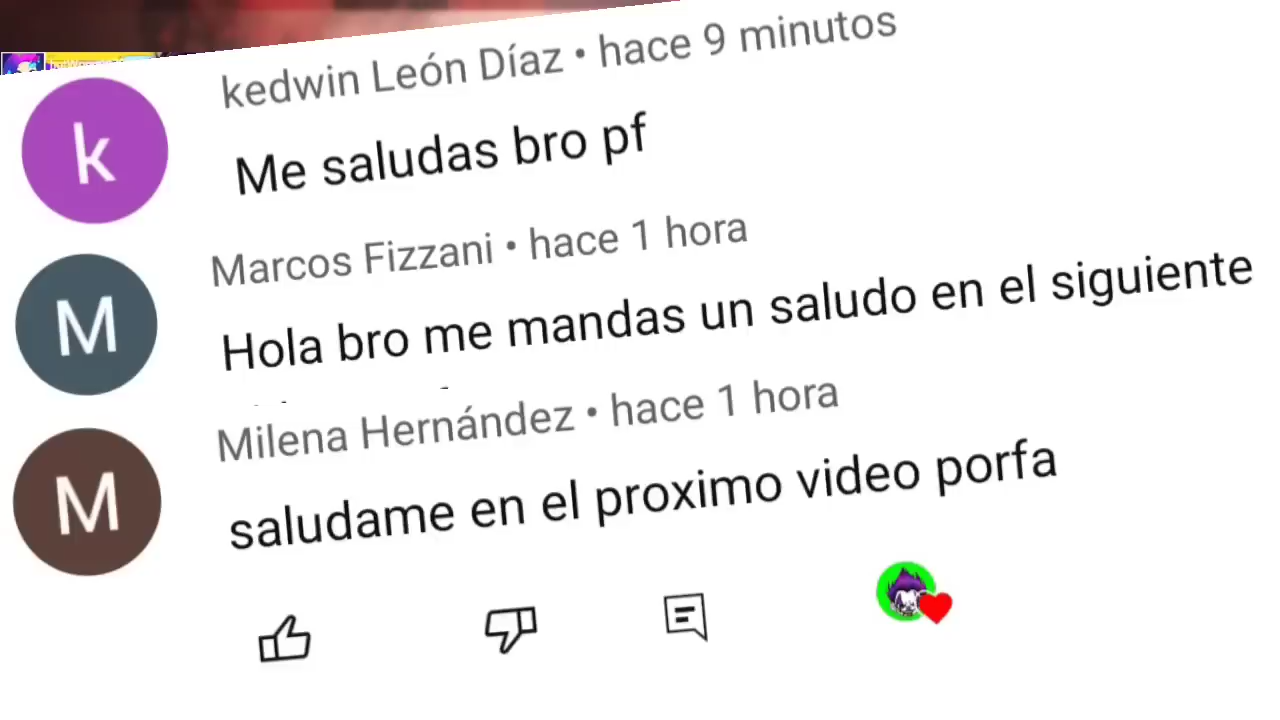 kedwin León Díaz • hace 9 minutos
k
Me saludas bro pf
Marcos Fizzani • hace 1 hora
M
Hola bro me mandas un saludo en el siguiente
Milena Hernández • hace 1 hora
M
saludame en el proximo video porfa